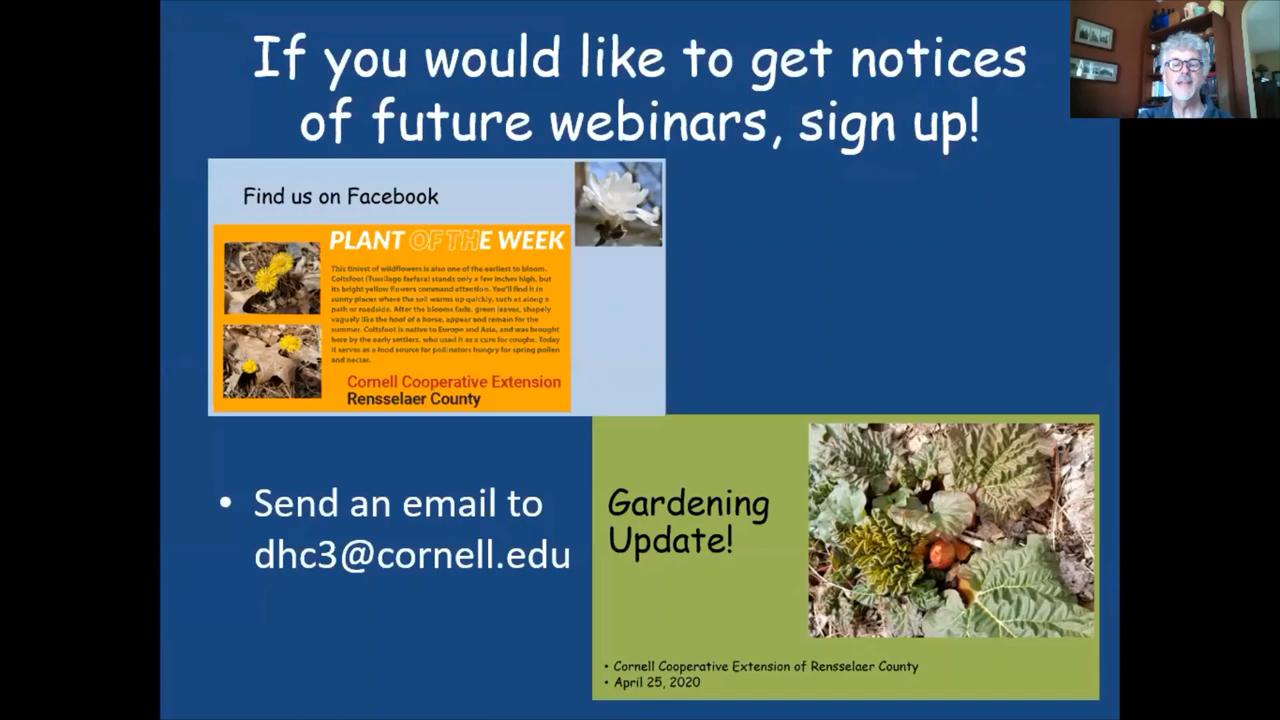 If you would like to get notices
of future webinars, sign up!
Find us on Facebook
PLANT OF THE WEEK
This tiniest of wildflowers is also one of the earliest to bloom.
Coltsfoot (Tussilago farfara) stands only a few inches high, but
its bright yellow flowers command attention. You'll find it in
sunny places where the soil warms up quickly, such as along a
path or roadside. After the blooms fade, green leaves, shapely
vaguely like the hoof of a horse, appear and remain for the
summer. Coltsfoot is native to Europe and Asia, and was brought
here by the early settlers, who used it as a cure for coughs. Today
it serves as a food source for pollinators hungry for spring pollen
and nectar.
Cornell Cooperative Extension
Rensselaer County
• Send an email to
dhc3@cornell.edu
Gardening
Update!
• Cornell Cooperative Extension of Rensselaer County
• April 25, 2020